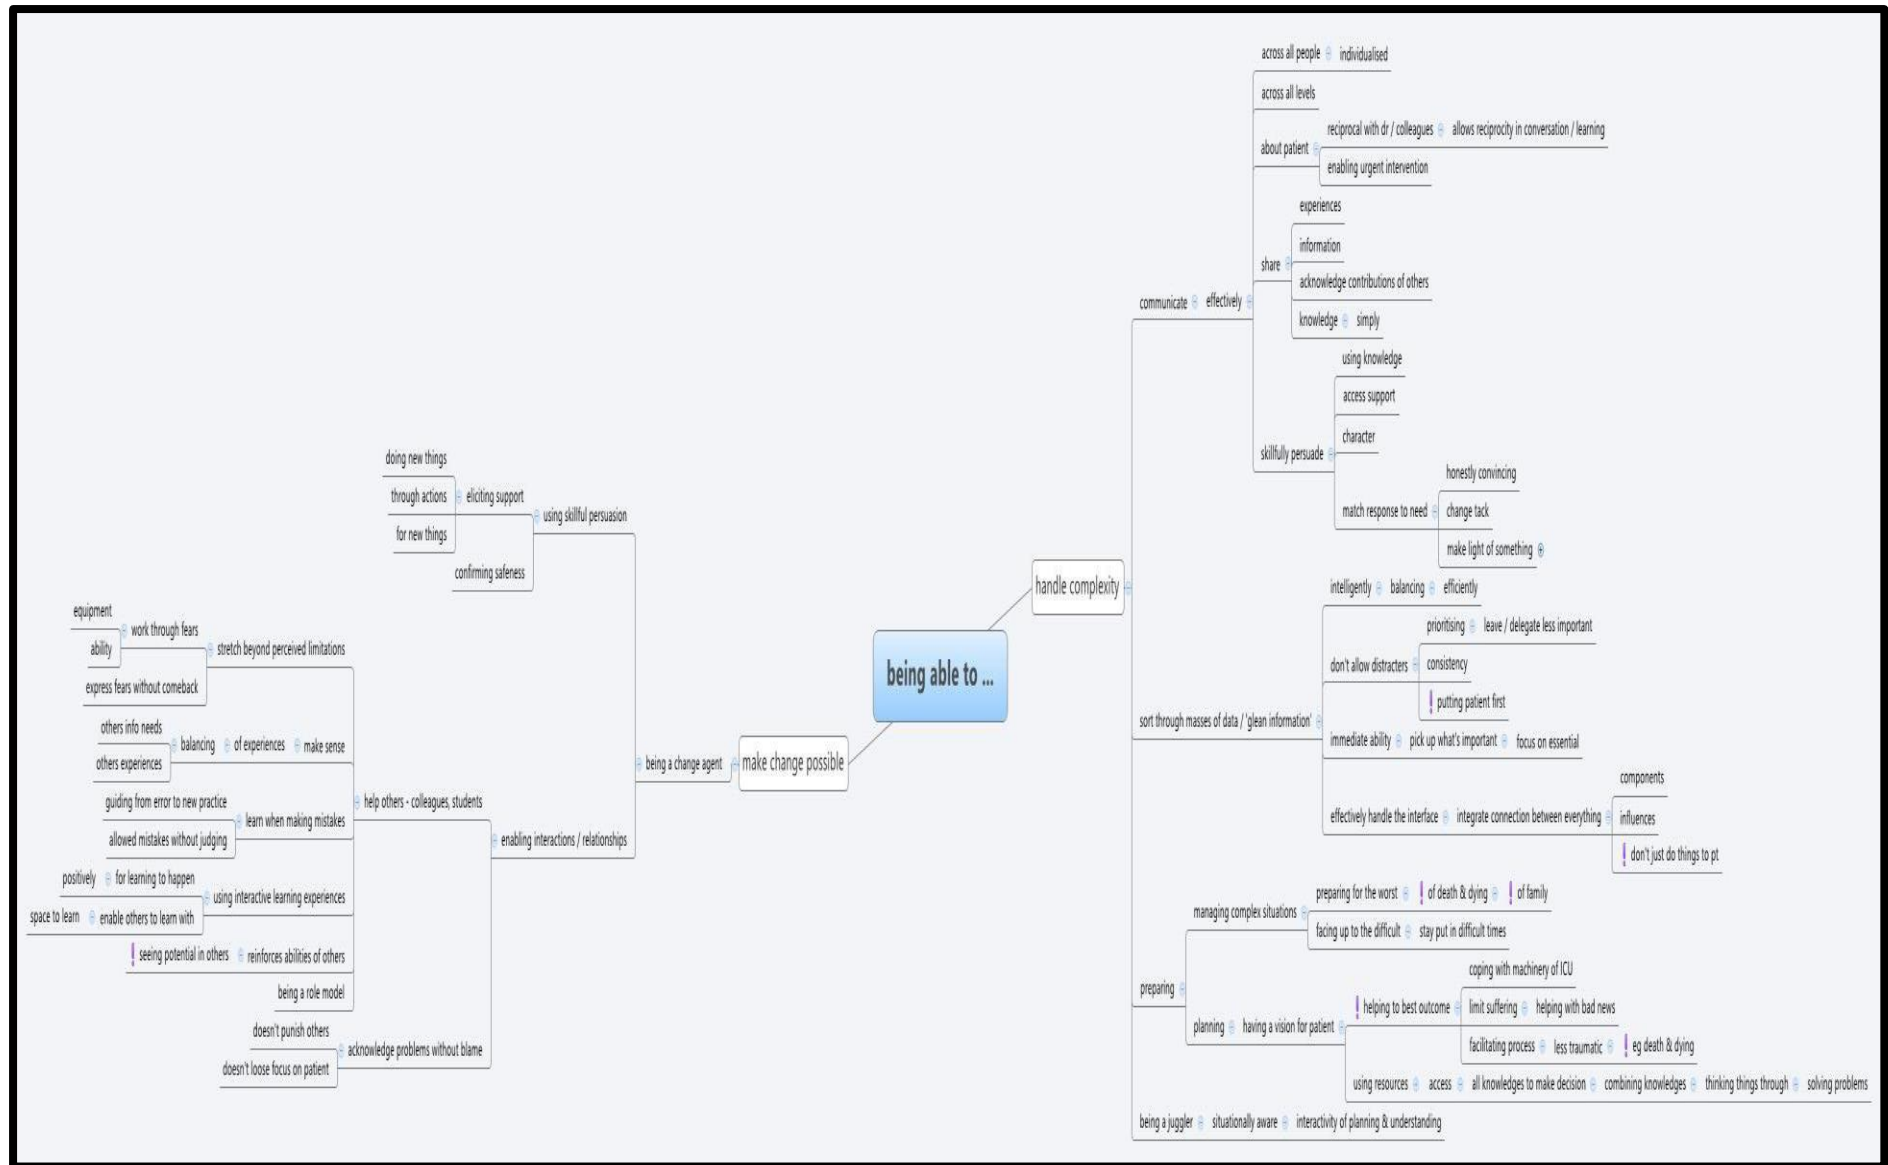 being able to ...
handle complexity
communicate
effectively
across all people
individualised
across all levels
about patient
reciprocal with dr / colleagues
allows reciprocity in conversation / learning
enabling urgent intervention
share
experiences
information
acknowledge contributions of others
knowledge
simply
skillfully persuade
using knowledge
access support
character
match response to need
honestly convincing
change tack
make light of something
sort through masses of data / 'glean information'
intelligently
balancing
efficiently
don't allow distracters
prioritising
leave / delegate less important
consistency
putting patient first
immediate ability
pick up what's important
focus on essential
effectively handle the interface
integrate connection between everything
components
influences
don't just do things to pt
preparing
managing complex situations
preparing for the worst
of death & dying
of family
facing up to the difficult
stay put in difficult times
planning
having a vision for patient
helping to best outcome
coping with machinery of ICU
limit suffering
helping with bad news
facilitating process
less traumatic
eg death & dying
using resources
access
all knowledges to make decision
combining knowledges
thinking things through
solving problems
being a juggler
situationally aware
interactivity of planning & understanding
make change possible
being a change agent
using skillful persuasion
eliciting support
doing new things
through actions
for new things
confirming safeness
enabling interactions / relationships
help others - colleagues, students
stretch beyond perceived limitations
work through fears
equipment
ability
express fears without comeback
make sense
of experiences
balancing
others info needs
others experiences
learn when making mistakes
guiding from error to new practice
allowed mistakes without judging
using interactive learning experiences
for learning to happen
positively
enable others to learn with
space to learn
reinforces abilities of others
seeing potential in others
being a role model
acknowledge problems without blame
doesn't punish others
doesn't loose focus on patient